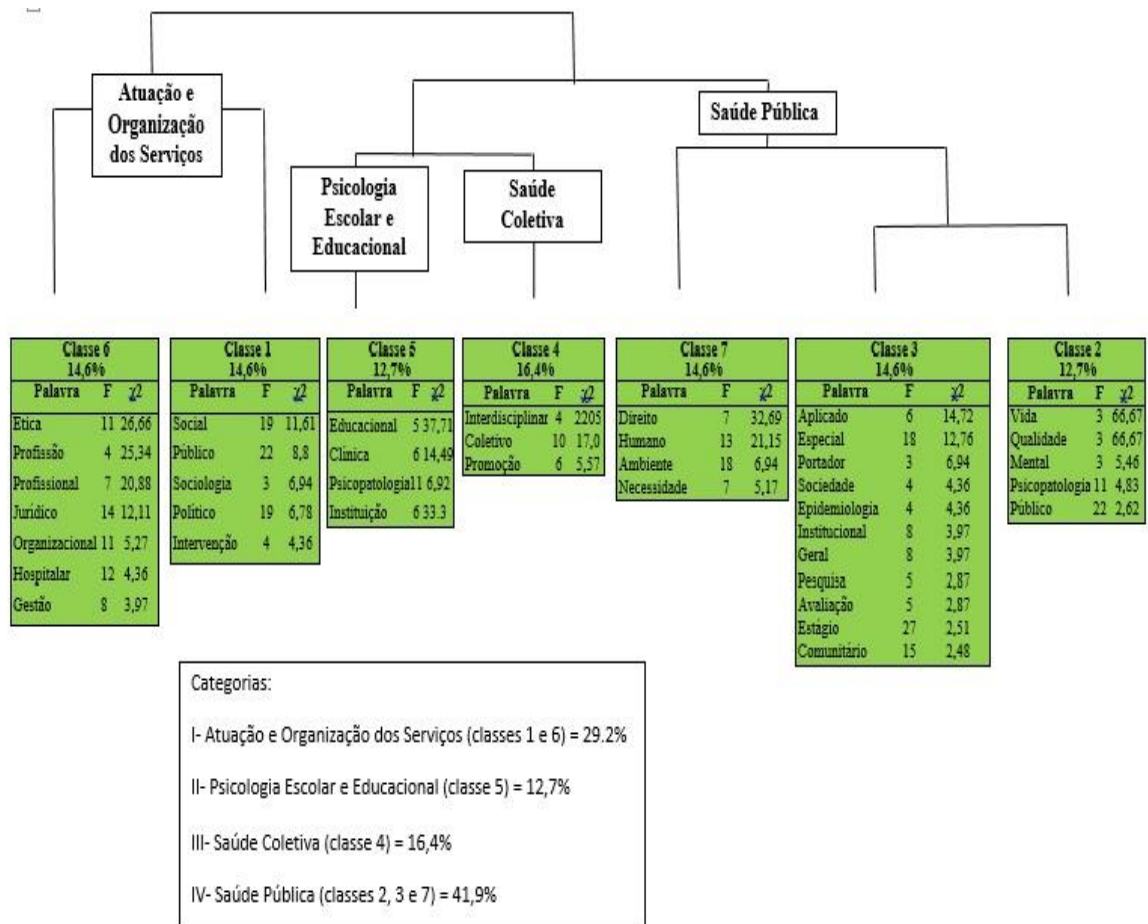 Atuação e
Organização
dos Serviços
Saúde Pública
Psicologia
Escolar e
Educacional
Saúde
Coletiva
Classe 6
14,6%
Palavra F χ2
Etica 11 26,66
Profissão 4 25,34
Profissional 7 20,88
Jurídico 14 12,11
Organizacional 11 5,27
Hospitalar 12 4,36
Gestão 8 3,97
Classe 1
14,6%
Palavra F χ2
Social 19 11,61
Público 22 8,8
Sociologia 3 6,94
Político 19 6,78
Intervenção 4 4,36
Classe 5
12,7%
Palavra F χ2
Educacional 5 37,71
Clínica 6 14,49
Psicopatologia 11 6,92
Instituição 6 33.3
Classe 4
16,4%
Palavra F χ2
Interdisciplinar 4 2205
Coletivo 10 17,0
Promoção 6 5,57
Classe 7
14,6%
Palavra F χ2
Direito 7 32,69
Humano 13 21,15
Ambiente 18 6,94
Necessidade 7 5,17
Classe 3
14,6%
Palavra F χ2
Aplicado 6 14,72
Especial 18 12,76
Portador 3 6,94
Sociedade 4 4,36
Epidemiologia 4 4,36
Institucional 8 3,97
Geral 8 3,97
Pesquisa 5 2,87
Avaliação 5 2,87
Estágio 27 2,51
Comunitário 15 2,48
Classe 2
12,7%
Palavra F χ2
Vida 3 66,67
Qualidade 3 66,67
Mental 3 5,46
Psicopatologia 11 4,83
Público 22 2,62
Categorias:
I- Atuação e Organização dos Serviços (classes 1 e 6) = 29.2%
II- Psicologia Escolar e Educacional (classe 5) = 12,7%
III- Saúde Coletiva (classe 4) = 16,4%
IV- Saúde Pública (classes 2, 3 e 7) = 41,9%